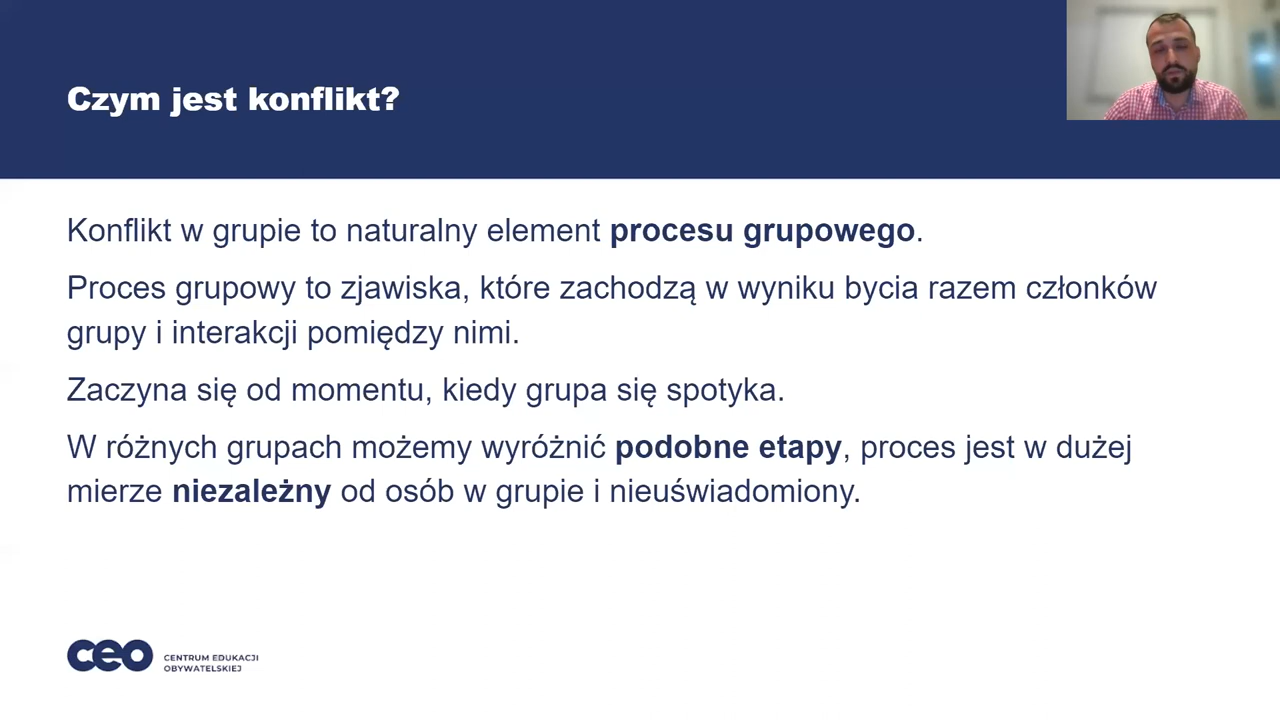 Czym jest konflikt?
Konflikt w grupie to naturalny element procesu grupowego.
Proces grupowy to zjawiska, które zachodzą w wyniku bycia razem członków
grupy i interakcji pomiędzy nimi.
Zaczyna się od momentu, kiedy grupa się spotyka.
W różnych grupach możemy wyróżnić podobne etapy, proces jest w dużej
mierze niezależny od osób w grupie i nieuświadomiony.
ceo CENTRUM EDUKACJI
OBYWATELSKIEJ